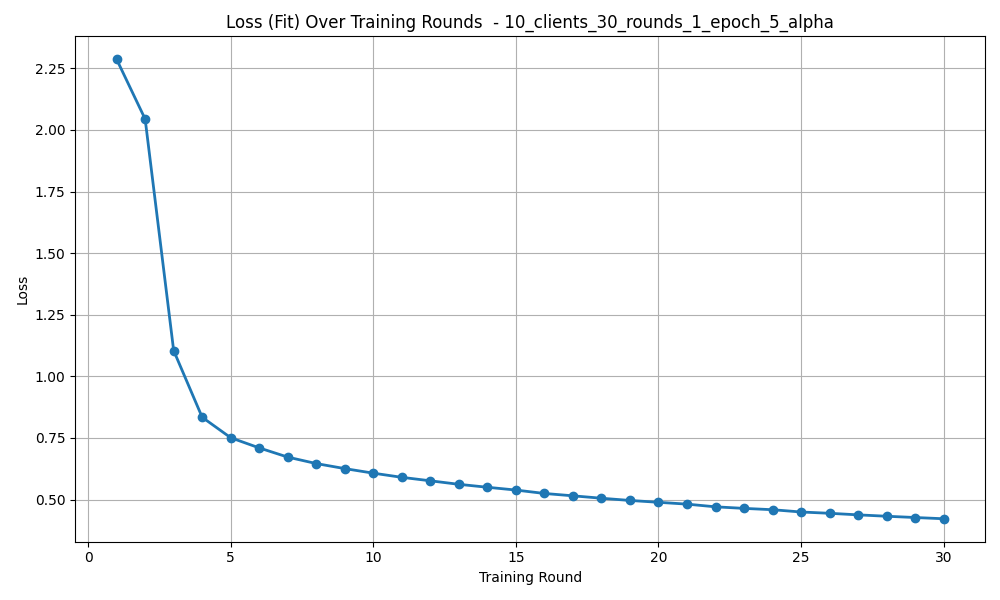 Loss (Fit) Over Training Rounds  - 10_clients_30_rounds_1_epoch_5_alpha
2.25
2.00
1.75
1.50
1.25
1.00
0.75
0.50
Loss
0 5 10 15 20 25 30
Training Round